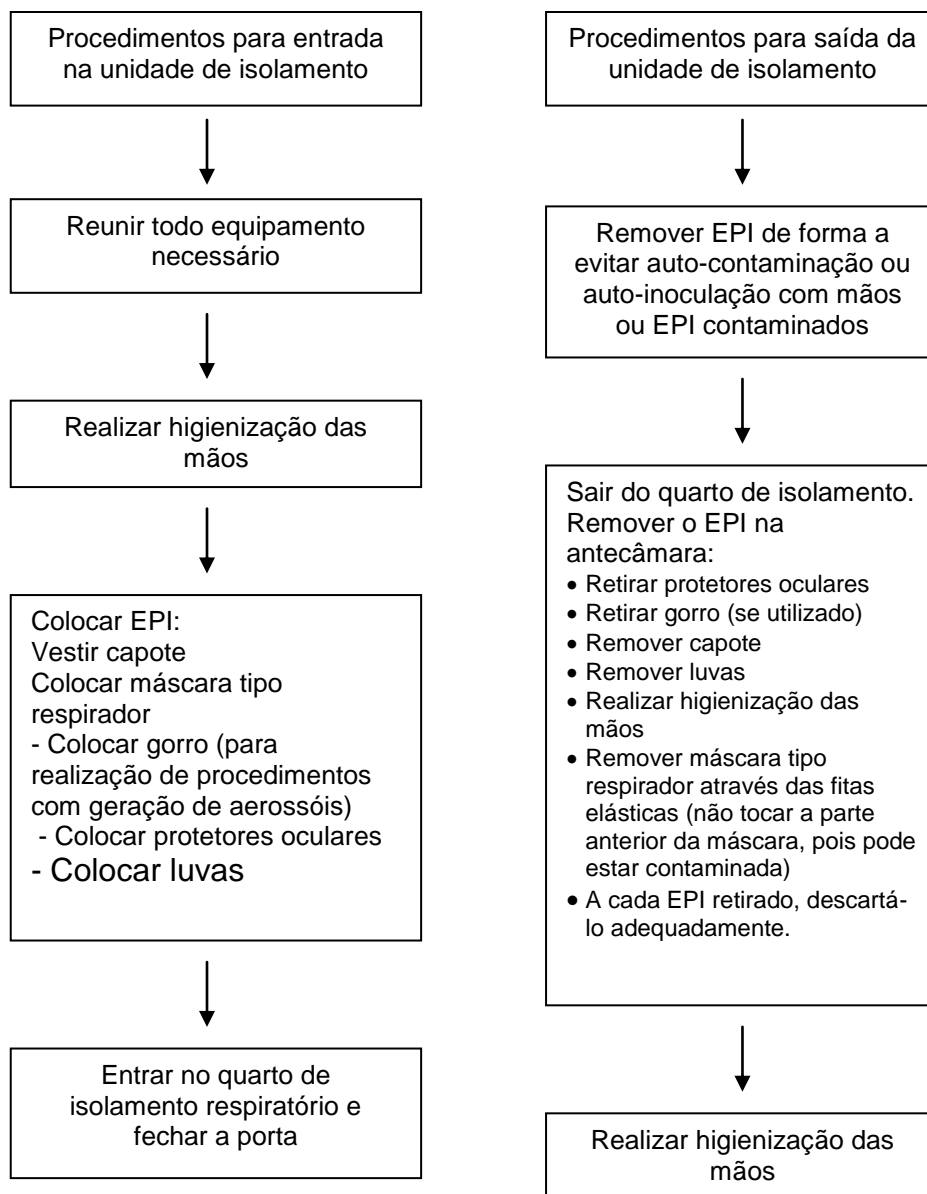 Procedimentos para entrada
na unidade de isolamento
Reunir todo equipamento
necessário
Realizar higienização das
mãos
Colocar EPI:
Vestir capote
Colocar máscara tipo
respirador
- Colocar gorro (para
realização de procedimentos
com geração de aerossóis)
- Colocar protetores oculares
- Colocar luvas
Entrar no quarto de
isolamento respiratório e
fechar a porta
Procedimentos para saída da
unidade de isolamento
Remover EPI de forma a
evitar auto-contaminação ou
auto-inoculação com mãos
ou EPI contaminados
Sair do quarto de isolamento.
Remover o EPI na
antecâmara:
• Retirar protetores oculares
• Retirar gorro (se utilizado)
• Remover capote
• Remover luvas
• Realizar higienização das
mãos
• Remover máscara tipo
respirador através das fitas
elásticas (não tocar a parte
anterior da máscara, pois pode
estar contaminada)
• A cada EPI retirado, descartá-
lo adequadamente.
Realizar higienização das
mãos